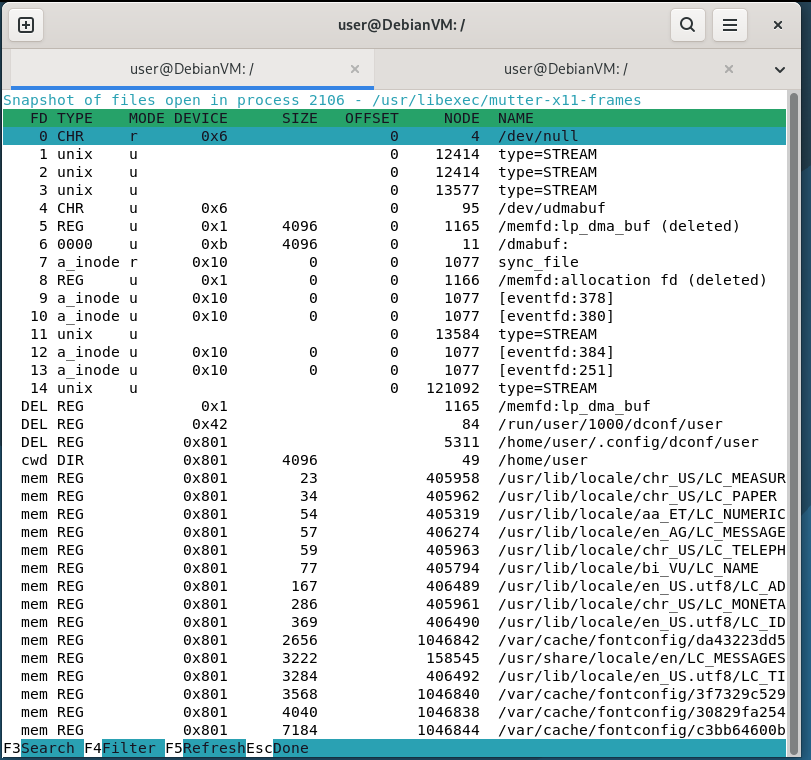 user@DebianVM: /
user@DebianVM: / user@DebianVM: /
Snapshot of files open in process 2106 - /usr/libexec/mutter-x11-frames
FD TYPE MODE DEVICE SIZE OFFSET NODE NAME
0 CHR r 0x6 0 4 /dev/null
1 unix u 0 12414 type=STREAM
2 unix u 0 12414 type=STREAM
3 unix u 0 13577 type=STREAM
4 CHR u 0x6 0 95 /dev/udmabuf
5 REG u 0x1 4096 0 1165 /memfd:lp_dma_buf (deleted)
6 0000 u 0xb 4096 0 11 /dmabuf:
7 a_inode r 0x10 0 0 1077 sync_file
8 REG u 0x1 0 0 1166 /memfd:allocation fd (deleted)
9 a_inode u 0x10 0 0 1077 [eventfd:378]
10 a_inode u 0x10 0 0 1077 [eventfd:380]
11 unix u 0 13584 type=STREAM
12 a_inode u 0x10 0 0 1077 [eventfd:384]
13 a_inode u 0x10 0 0 1077 [eventfd:251]
14 unix u 0 121092 type=STREAM
DEL REG 0x1 1165 /memfd:lp_dma_buf
DEL REG 0x42 84 /run/user/1000/dconf/user
DEL REG 0x801 5311 /home/user/.config/dconf/user
cwd DIR 0x801 4096 49 /home/user
mem REG 0x801 23 405958 /usr/lib/locale/chr_US/LC_MEASUR
mem REG 0x801 34 405962 /usr/lib/locale/chr_US/LC_PAPER
mem REG 0x801 54 405319 /usr/lib/locale/aa_ET/LC_NUMERIC
mem REG 0x801 57 406274 /usr/lib/locale/en_AG/LC_MESSAGE
mem REG 0x801 59 405963 /usr/lib/locale/chr_US/LC_TELEPH
mem REG 0x801 77 405794 /usr/lib/locale/bi_VU/LC_NAME
mem REG 0x801 167 406489 /usr/lib/locale/en_US.utf8/LC_AD
mem REG 0x801 286 405961 /usr/lib/locale/chr_US/LC_MONETA
mem REG 0x801 369 406490 /usr/lib/locale/en_US.utf8/LC_ID
mem REG 0x801 2656 1046842 /var/cache/fontconfig/da43223dd5
mem REG 0x801 3222 158545 /usr/share/locale/en/LC_MESSAGES
mem REG 0x801 3284 406492 /usr/lib/locale/en_US.utf8/LC_TI
mem REG 0x801 3568 1046840 /var/cache/fontconfig/3f7329c529
mem REG 0x801 4040 1046838 /var/cache/fontconfig/30829fa254
mem REG 0x801 7184 1046844 /var/cache/fontconfig/c3bb64600b
F3Search F4Filter F5RefreshEscDone